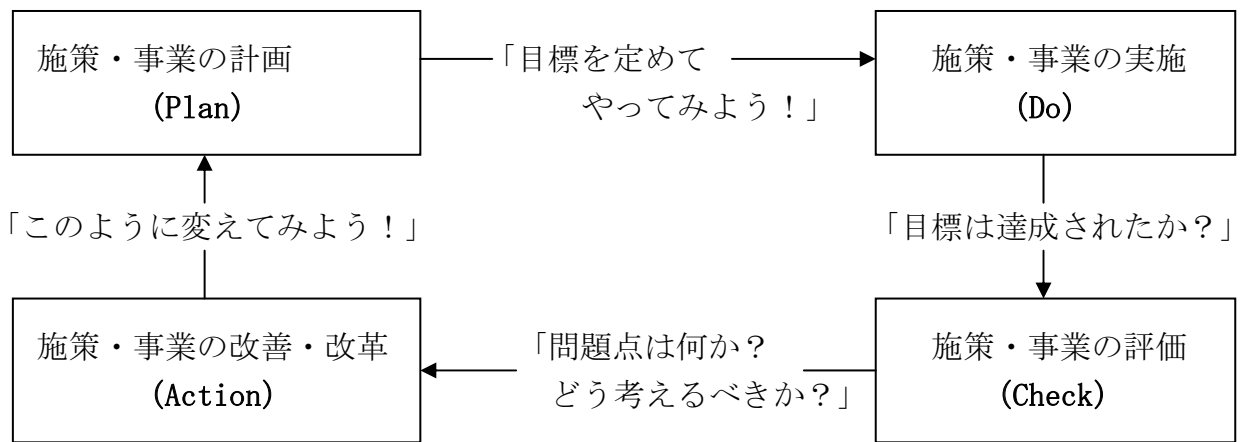 施策・事業の計画
(Plan)
「目標を定めて
やってみよう！」
施策・事業の実施
(Do)
「このように変えてみよう！」
「目標は達成されたか？」
施策・事業の改善・改革
(Action)
「問題点は何か？
どう考えるべきか？」
施策・事業の評価
(Check)